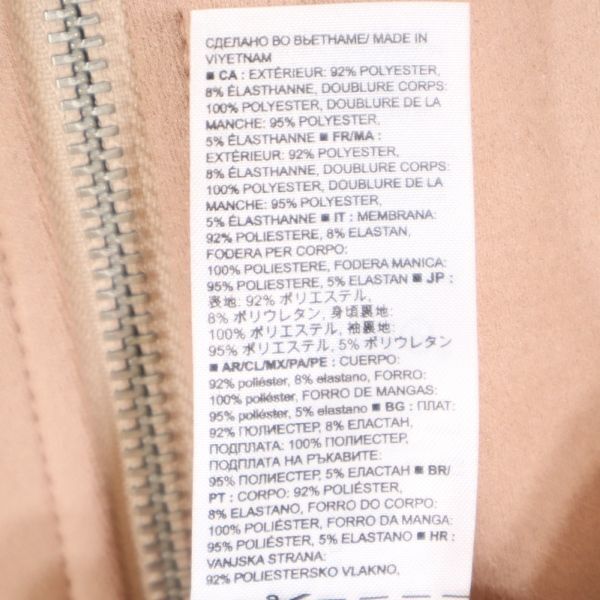 СДЕЛАНО ВО ВЬЕТНАМЕ/ MADE IN
VIYETNAM
■ CA : EXTÉRIEUR: 92% POLYESTER,
8% ÉLASTHANNE, DOUBLURE CORPS:
100% POLYESTER, DOUBLURE DE LA
MANCHE: 95% POLYESTER,
5% ÉLASTHANNE ■ FR/MA :
EXTÉRIEUR: 92% POLYESTER,
8% ÉLASTHANNE, DOUBLURE CORPS:
100% POLYESTER, DOUBLURE DE LA
MANCHE: 95% POLYESTER,
5% ÉLASTHANNE ■ IT : MEMBRANA:
92% POLIESTERE, 8% ELASTAN,
FODERA PER CORPO:
100% POLIESTERE, FODERA MANICA:
95% POLIESTERE, 5% ELASTAN ■ JP :
表地: 92% ポリエステル,
8% ポリウレタン, 身頃裏地:
100% ポリエステル, 袖裏地:
95% ポリエステル, 5% ポリウレタン
■ AR/CL/MX/PA/PE : CUERPO:
92% poliéster, 8% elastano, FORRO:
100% poliéster, FORRO DE MANGAS:
95% poliéster, 5% elastano ■ BG : ПЛАТ:
92% ПОЛИЕСТЕР, 8% ЕЛАСТАН,
ПОДПЛАТА: 100% ПОЛИЕСТЕР,
ПОДПЛАТА НА РЪКАВИТЕ:
95% ПОЛИЕСТЕР, 5% ЕЛАСТАН ■ BR/
PT : CORPO: 92% POLIÉSTER,
8% ELASTANO, FORRO DO CORPO:
100% POLIÉSTER, FORRO DA MANGA:
95% POLIÉSTER, 5% ELASTANO ■ HR :
VANJSKA STRANA:
92% POLIESTERSKO VLAKNO,